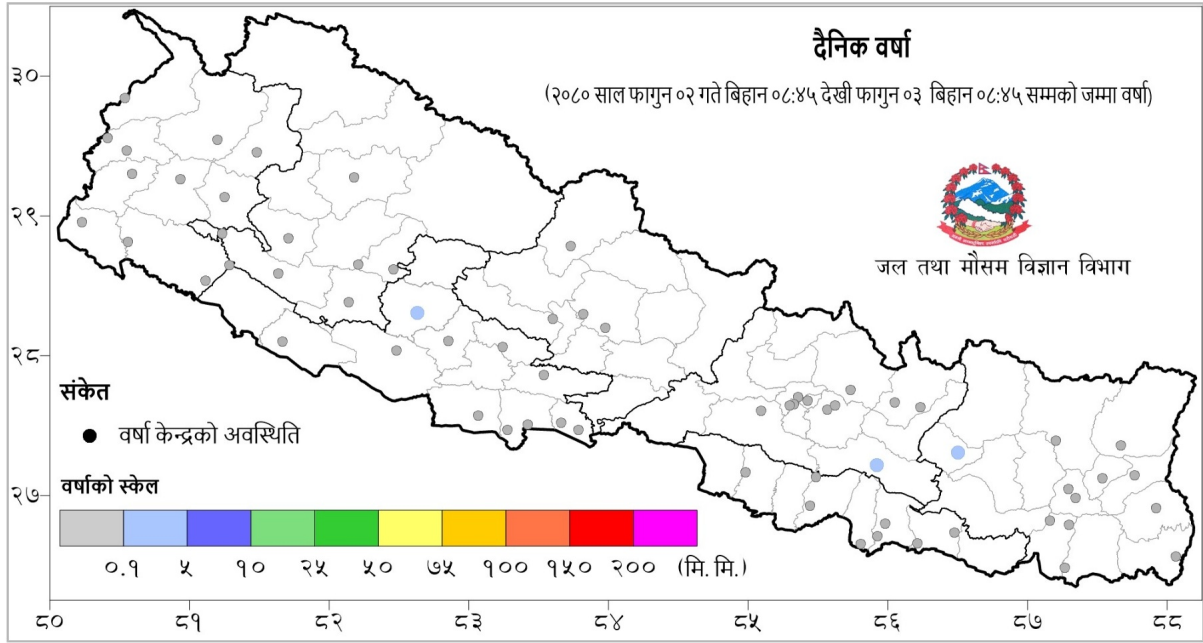 दैनिक वर्षा
(२०८० साल फागुन ०२ गते बिहान ०८:४५ देखी फागुन ०३ बिहान ०८:४५ सम्मको जम्मा वर्षा)
जल तथा मौसम विज्ञान विभाग
३०
२९
२८
२७
संकेत
वर्षा केन्द्रको अवस्थिति
वर्षाको स्केल
०.१ ५ १० २५ ५० ७५ १०० १५० २०० (मि. मि.)
८० ८१ ८२ ८३ ८४ ८५ ८६ ८७ ८८